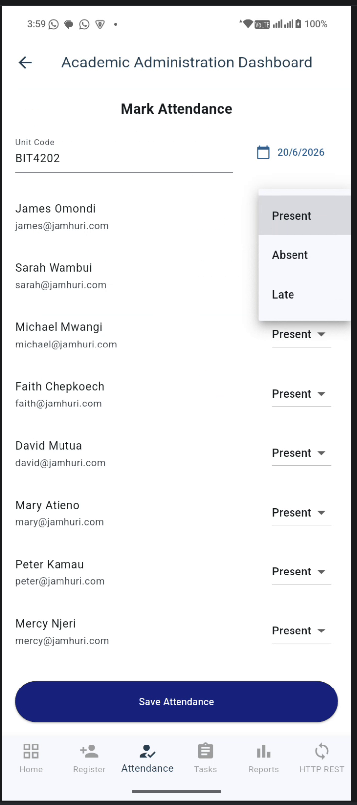 3:59 100%
Academic Administration Dashboard
Mark Attendance
Unit Code
BIT4202
20/6/2026
James Omondi
james@jamhuri.com
Present
Absent
Late
Sarah Wambui
sarah@jamhuri.com
Michael Mwangi
michael@jamhuri.com
Present
Faith Chepkoech
faith@jamhuri.com
Present
David Mutua
david@jamhuri.com
Present
Mary Atieno
mary@jamhuri.com
Present
Peter Kamau
peter@jamhuri.com
Present
Mercy Njeri
mercy@jamhuri.com
Present
Save Attendance
Home Register Attendance Tasks Reports HTTP REST